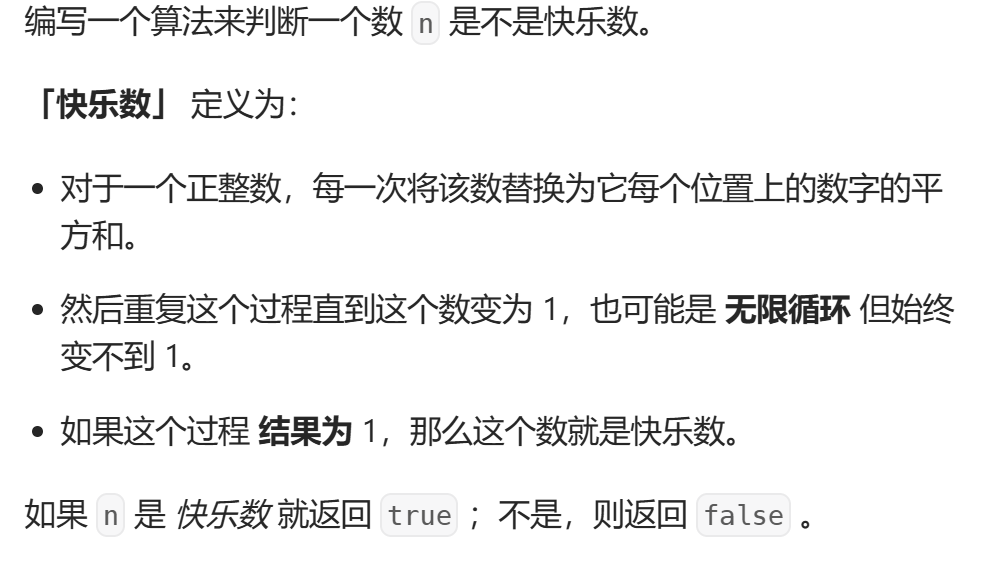 编写一个算法来判断一个数 n 是不是快乐数。
「快乐数」 定义为：
• 对于一个正整数，每一次将该数替换为它每个位置上的数字的平
方和。
• 然后重复这个过程直到这个数变为 1，也可能是 无限循环 但始终
变不到 1。
• 如果这个过程 结果为 1，那么这个数就是快乐数。
如果 n 是 快乐数 就返回 true ；不是，则返回 false 。